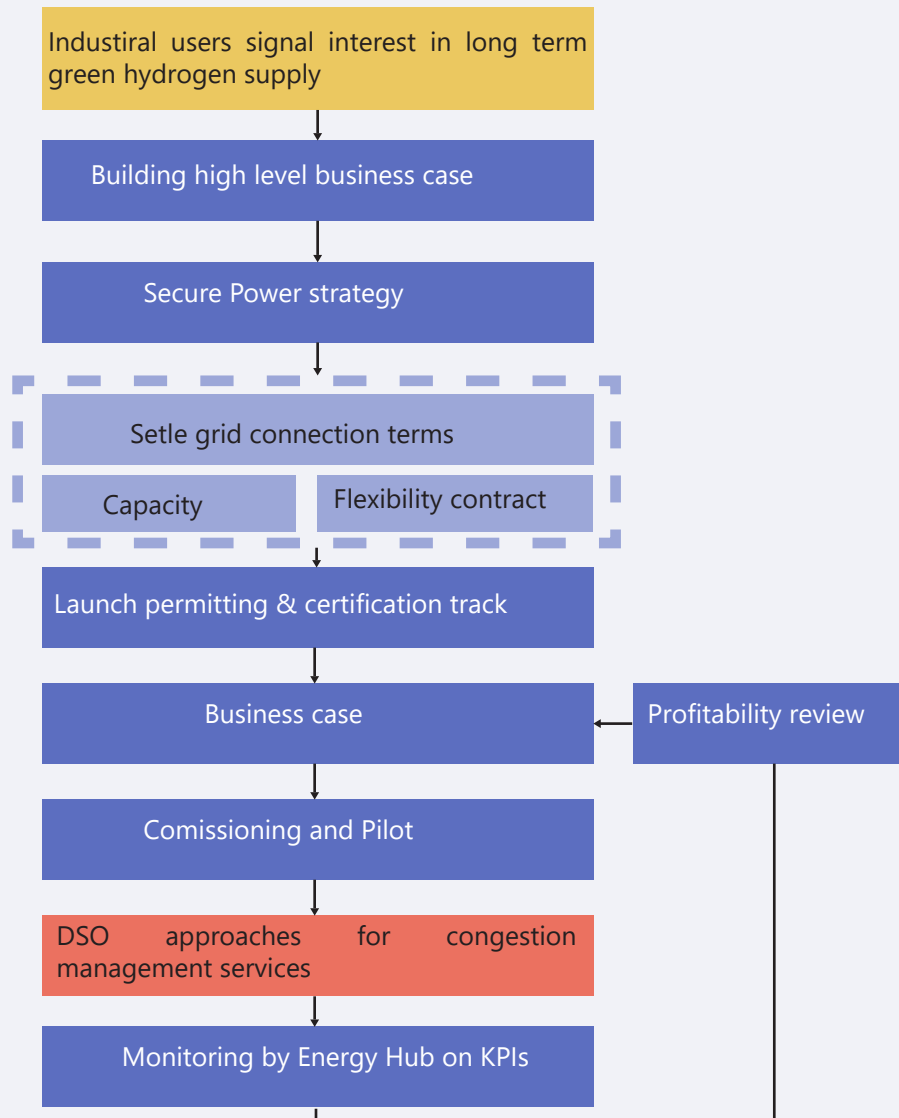 Industiral users signal interest in long term
green hydrogen supply
Building high level business case
Secure Power strategy
Setle grid connection terms
Capacity
Flexibility contract
Launch permitting & certification track
Business case
Profitability review
Comissioning and Pilot
DSO approaches for congestion
management services
Monitoring by Energy Hub on KPIs